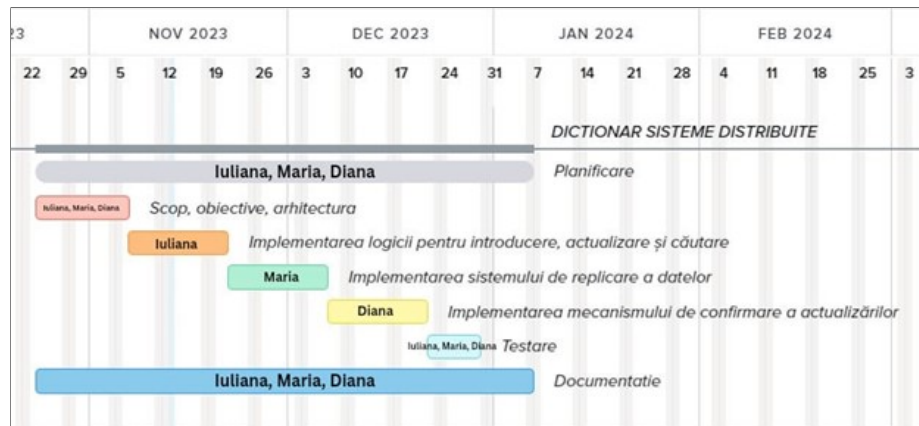 23 NOV 2023 DEC 2023 JAN 2024 FEB 2024
22 29 5 12 19 26 3 10 17 24 31 7 14 21 28 4 11 18 25 3
DICTIONAR SISTEME DISTRIBUITE
Iuliana, Maria, Diana Planificare
Iuliana, Maria, Diana Scop, obiective, arhitectura
Iuliana Implementarea logicii pentru introducere, actualizare și căutare
Maria Implementarea sistemului de replicare a datelor
Diana Implementarea mecanismului de confirmare a actualizărilor
Iuliana, Maria, Diana Testare
Iuliana, Maria, Diana Documentatie